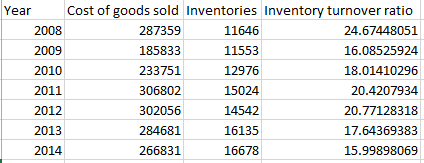 Year Cost of goods sold Inventories Inventory turnover ratio
2008 287359 11646 24.67448051
2009 185833 11553 16.08525924
2010 233751 12976 18.01410296
2011 306802 15024 20.4207934
2012 302056 14542 20.77128318
2013 284681 16135 17.64369383
2014 266831 16678 15.99898069